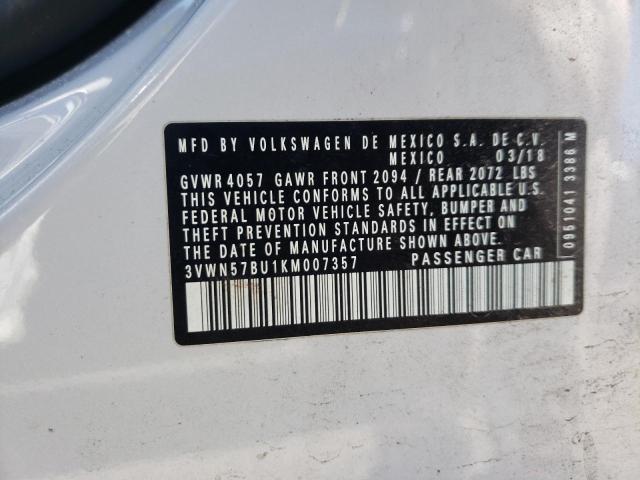 MFD BY VOLKSWAGEN DE MEXICO S.A. DE C.V.
MEXICO 03/18
GVWR 4057 GAWR FRONT 2094 / REAR 2072 LBS
THIS VEHICLE CONFORMS TO ALL APPLICABLE U.S.
FEDERAL MOTOR VEHICLE SAFETY, BUMPER AND
THEFT PREVENTION STANDARDS IN EFFECT ON
THE DATE OF MANUFACTURE SHOWN ABOVE.
3VWN57BU1KM007357 PASSENGER CAR
0951041 3386 M